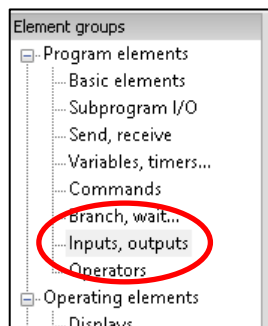 Element groups
Program elements
Basic elements
Subprogram I/O
Send, receive
Variables, timers...
Commands
Branch, wait...
Inputs, outputs
Operators
Operating elements
Displays